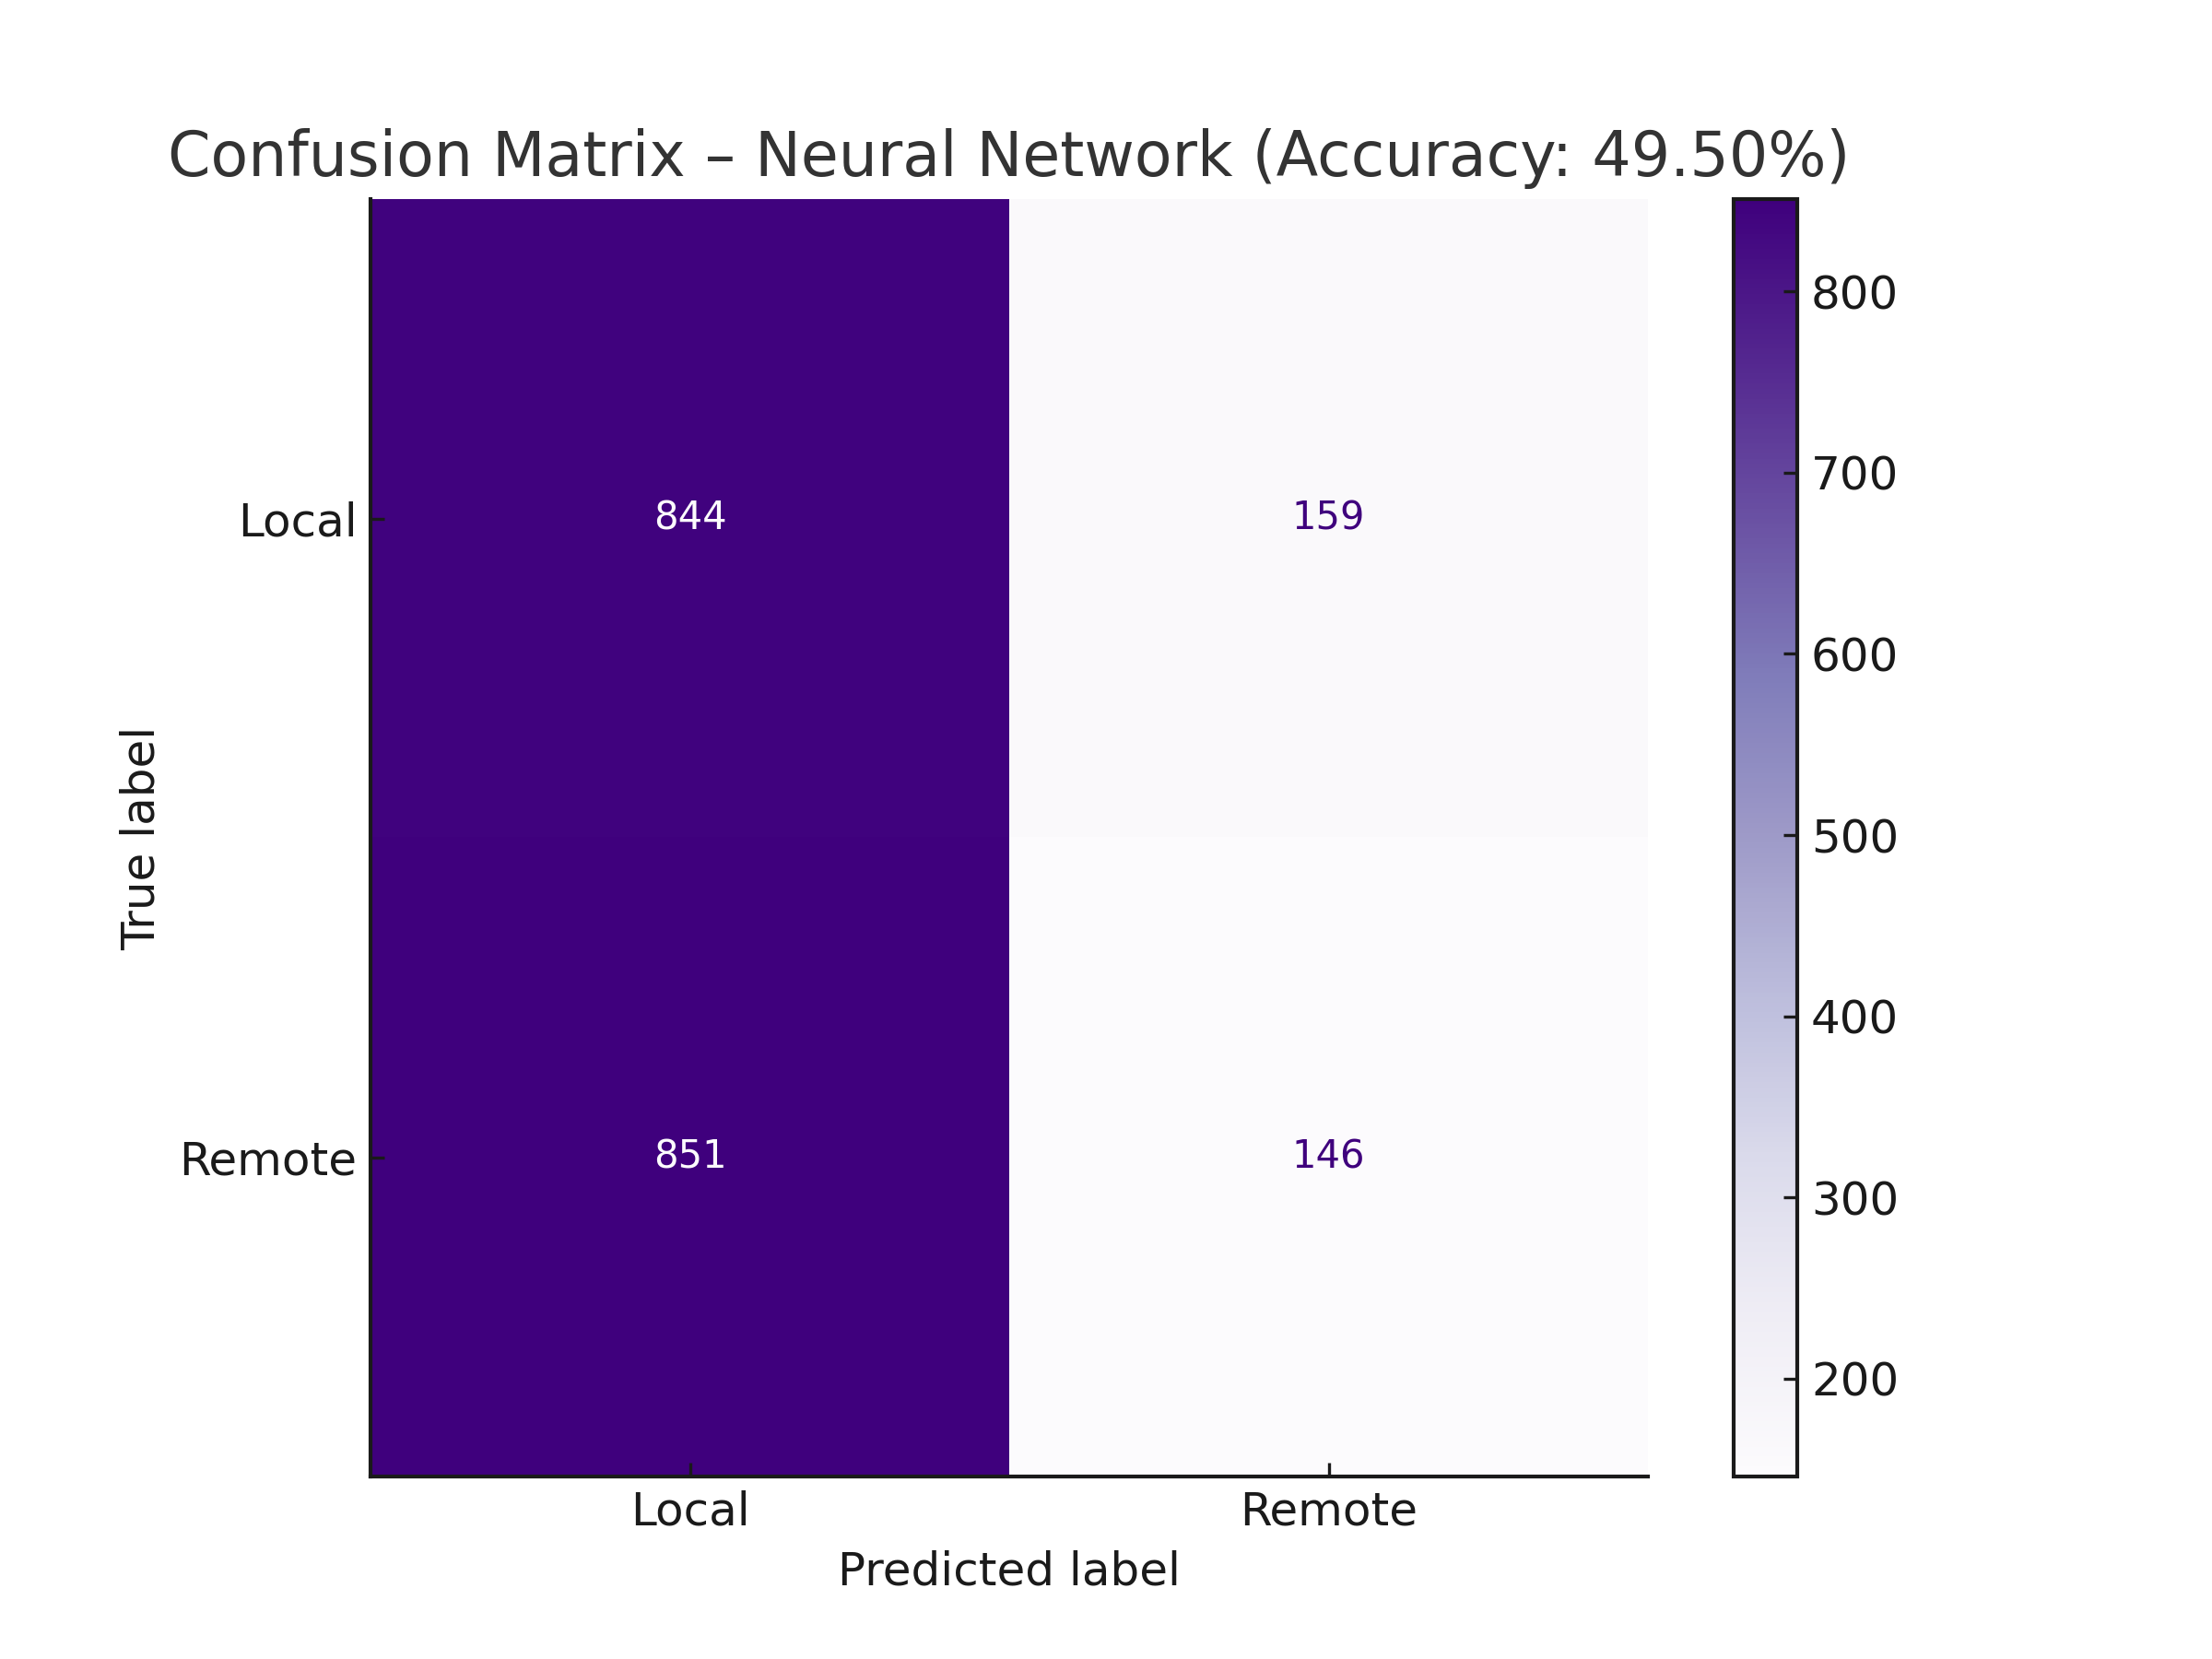 Confusion Matrix – Neural Network (Accuracy: 49.50%)
True label
Local
Remote
844
159
851
146
Local
Remote
Predicted label
800
700
600
500
400
300
200